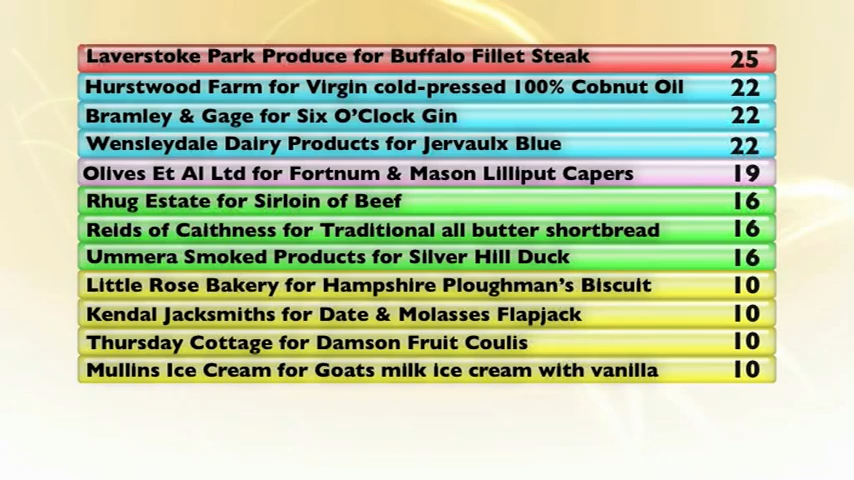 Laverstoke Park Produce for Buffalo Fillet Steak 25
Hurstwood Farm for Virgin cold-pressed 100% Cobnut Oil 22
Bramley & Gage for Six O’Clock Gin 22
Wensleydale Dairy Products for Jervaulx Blue 22
Olives Et Al Ltd for Fortnum & Mason Lilliput Capers 19
Rhug Estate for Sirloin of Beef 16
Reids of Caithness for Traditional all butter shortbread 16
Ummera Smoked Products for Silver Hill Duck 16
Little Rose Bakery for Hampshire Ploughman’s Biscuit 10
Kendal Jacksmiths for Date & Molasses Flapjack 10
Thursday Cottage for Damson Fruit Coulis 10
Mullins Ice Cream for Goats milk ice cream with vanilla 10